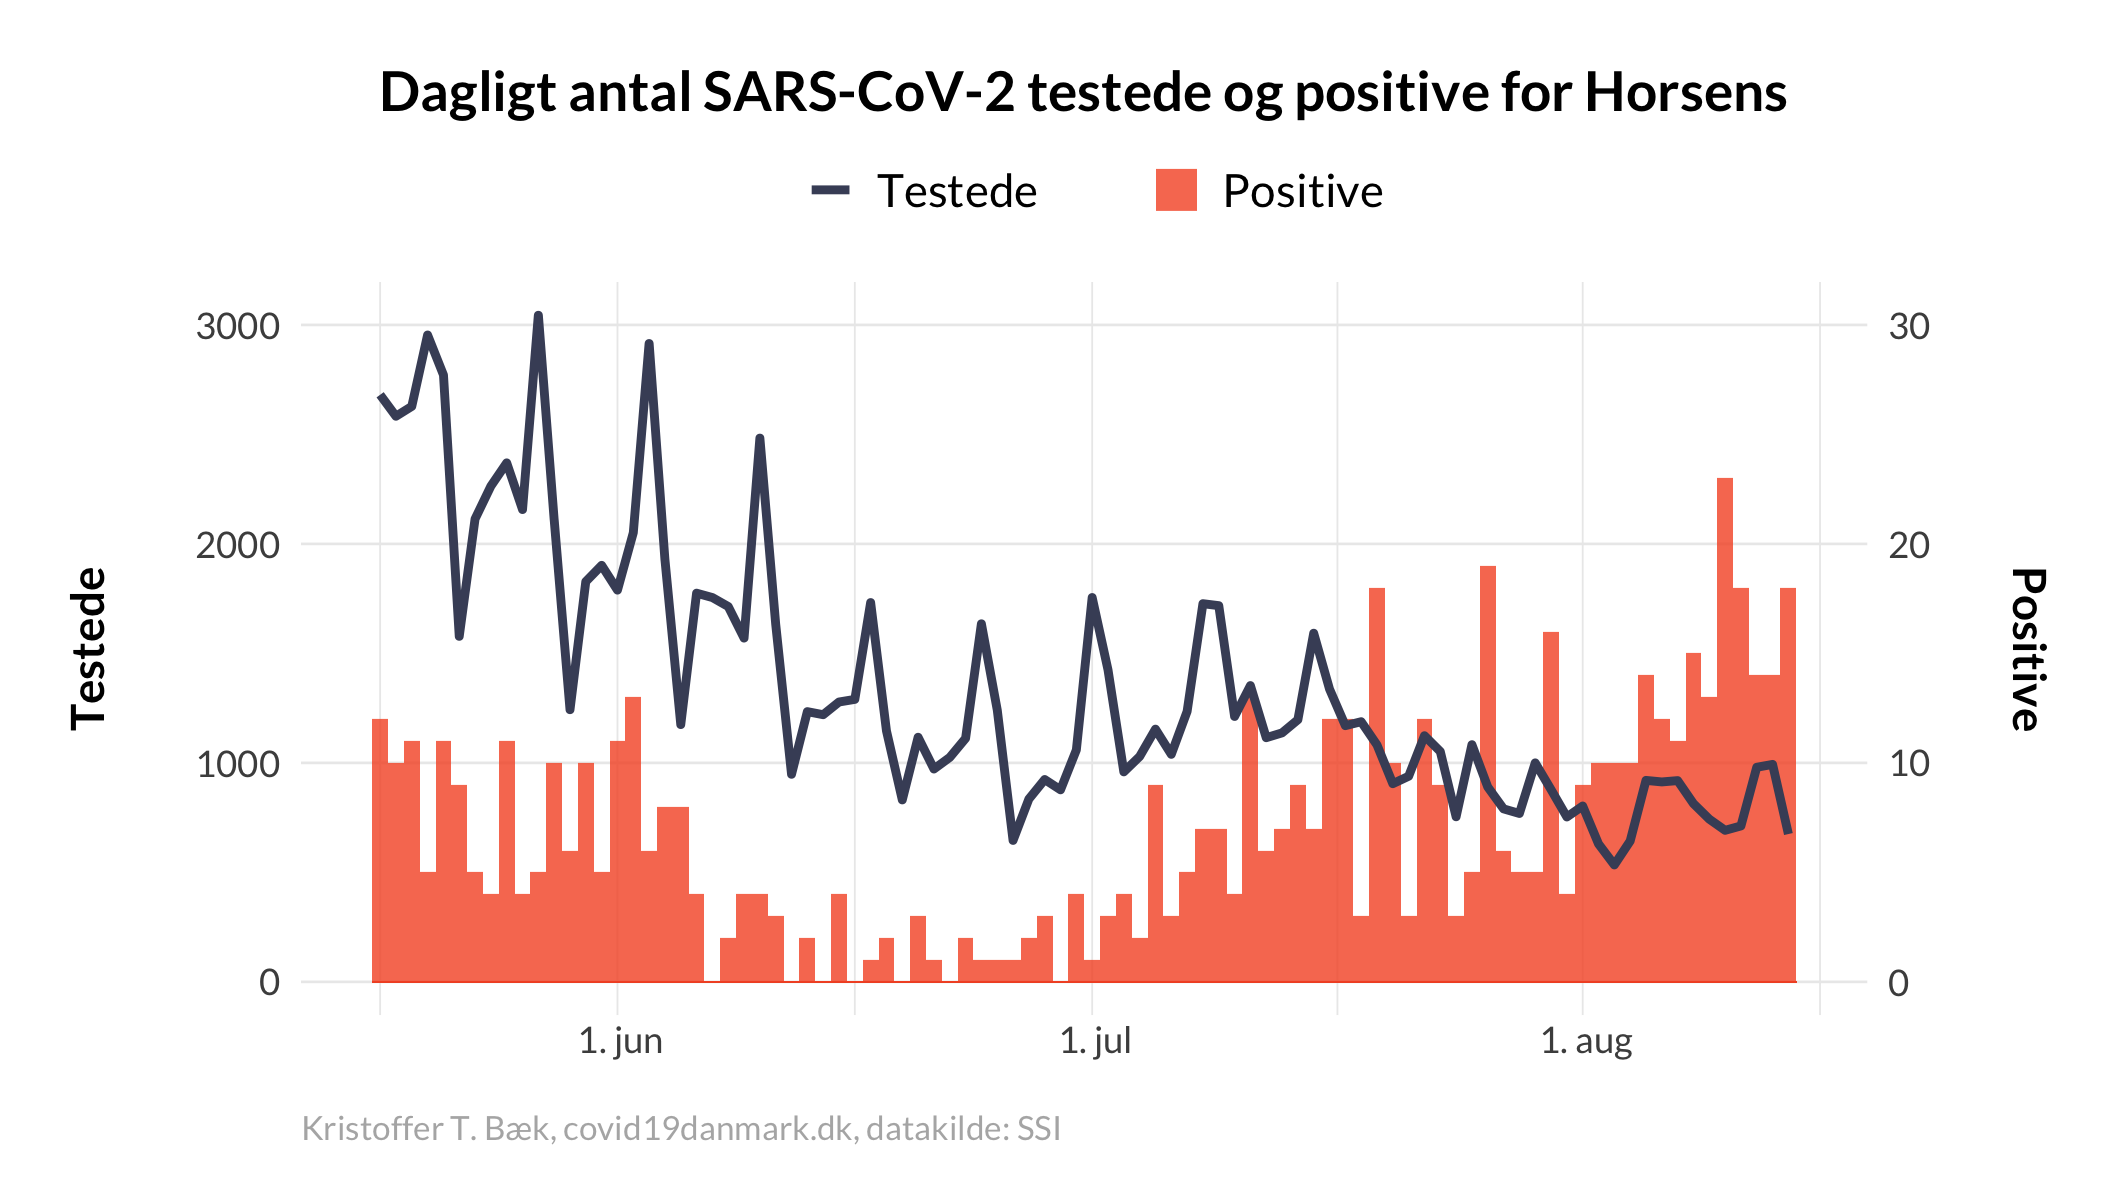 Dagligt antal SARS-CoV-2 testede og positive for Horsens
Testede
Positive
3000
2000
1000
0
Testede
30
20
10
0
Positive
1. jun
1. jul
1. aug
Kristoffer T. Bæk, covid19danmark.dk, datakilde: SSI